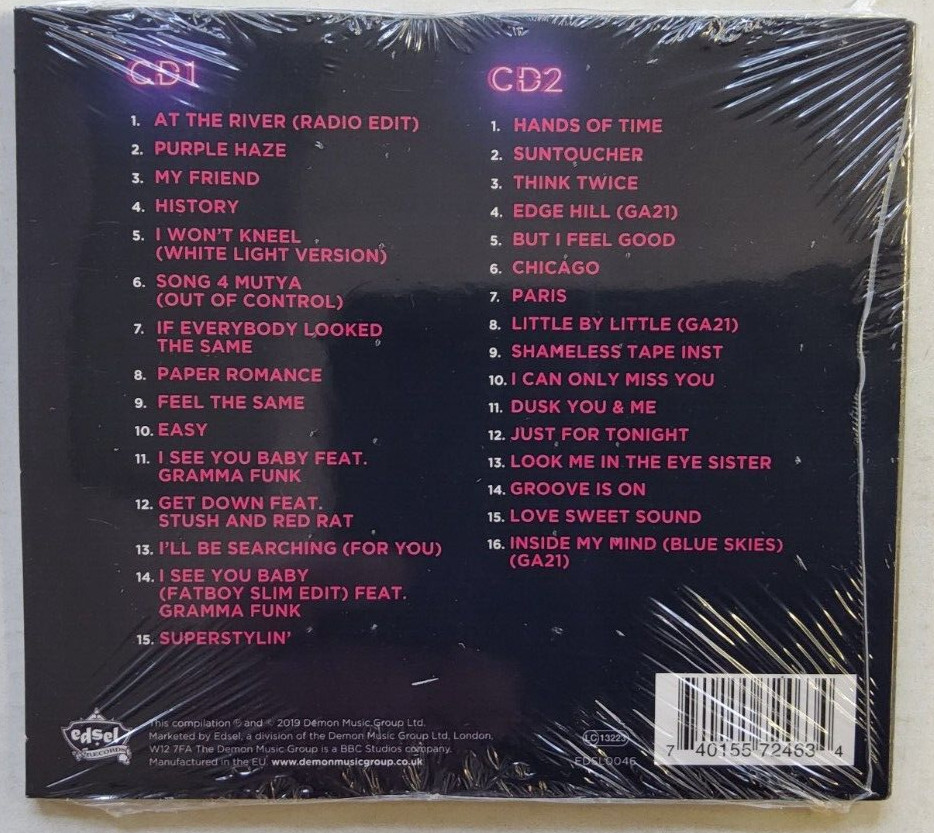 CD1
1. AT THE RIVER (RADIO EDIT)
2. PURPLE HAZE
3. MY FRIEND
4. HISTORY
5. I WON'T KNEEL
(WHITE LIGHT VERSION)
6. SONG 4 MUTYA
(OUT OF CONTROL)
7. IF EVERYBODY LOOKED
THE SAME
8. PAPER ROMANCE
9. FEEL THE SAME
10. EASY
11. I SEE YOU BABY FEAT.
GRAMMA FUNK
12. GET DOWN FEAT.
STUSH AND RED RAT
13. I'LL BE SEARCHING (FOR YOU)
14. I SEE YOU BABY
(FATBOY SLIM EDIT) FEAT.
GRAMMA FUNK
15. SUPERSTYLIN'
CD2
1. HANDS OF TIME
2. SUNTOUCHER
3. THINK TWICE
4. EDGE HILL (GA21)
5. BUT I FEEL GOOD
6. CHICAGO
7. PARIS
8. LITTLE BY LITTLE (GA21)
9. SHAMELESS TAPE INST
10. I CAN ONLY MISS YOU
11. DUSK YOU & ME
12. JUST FOR TONIGHT
13. LOOK ME IN THE EYE SISTER
14. GROOVE IS ON
15. LOVE SWEET SOUND
16. INSIDE MY MIND (BLUE SKIES)
(GA21)
edsel
RECORDS
This compilation ℗ and © 2019 Demon Music Group Ltd.
Marketed by Edsel, a division of the Demon Music Group Ltd, London,
W12 7FA The Demon Music Group is a BBC Studios company.
Manufactured in the EU. www.demonmusicgroup.co.uk
LC 13223
EDSL0046
7 40155 72463 4